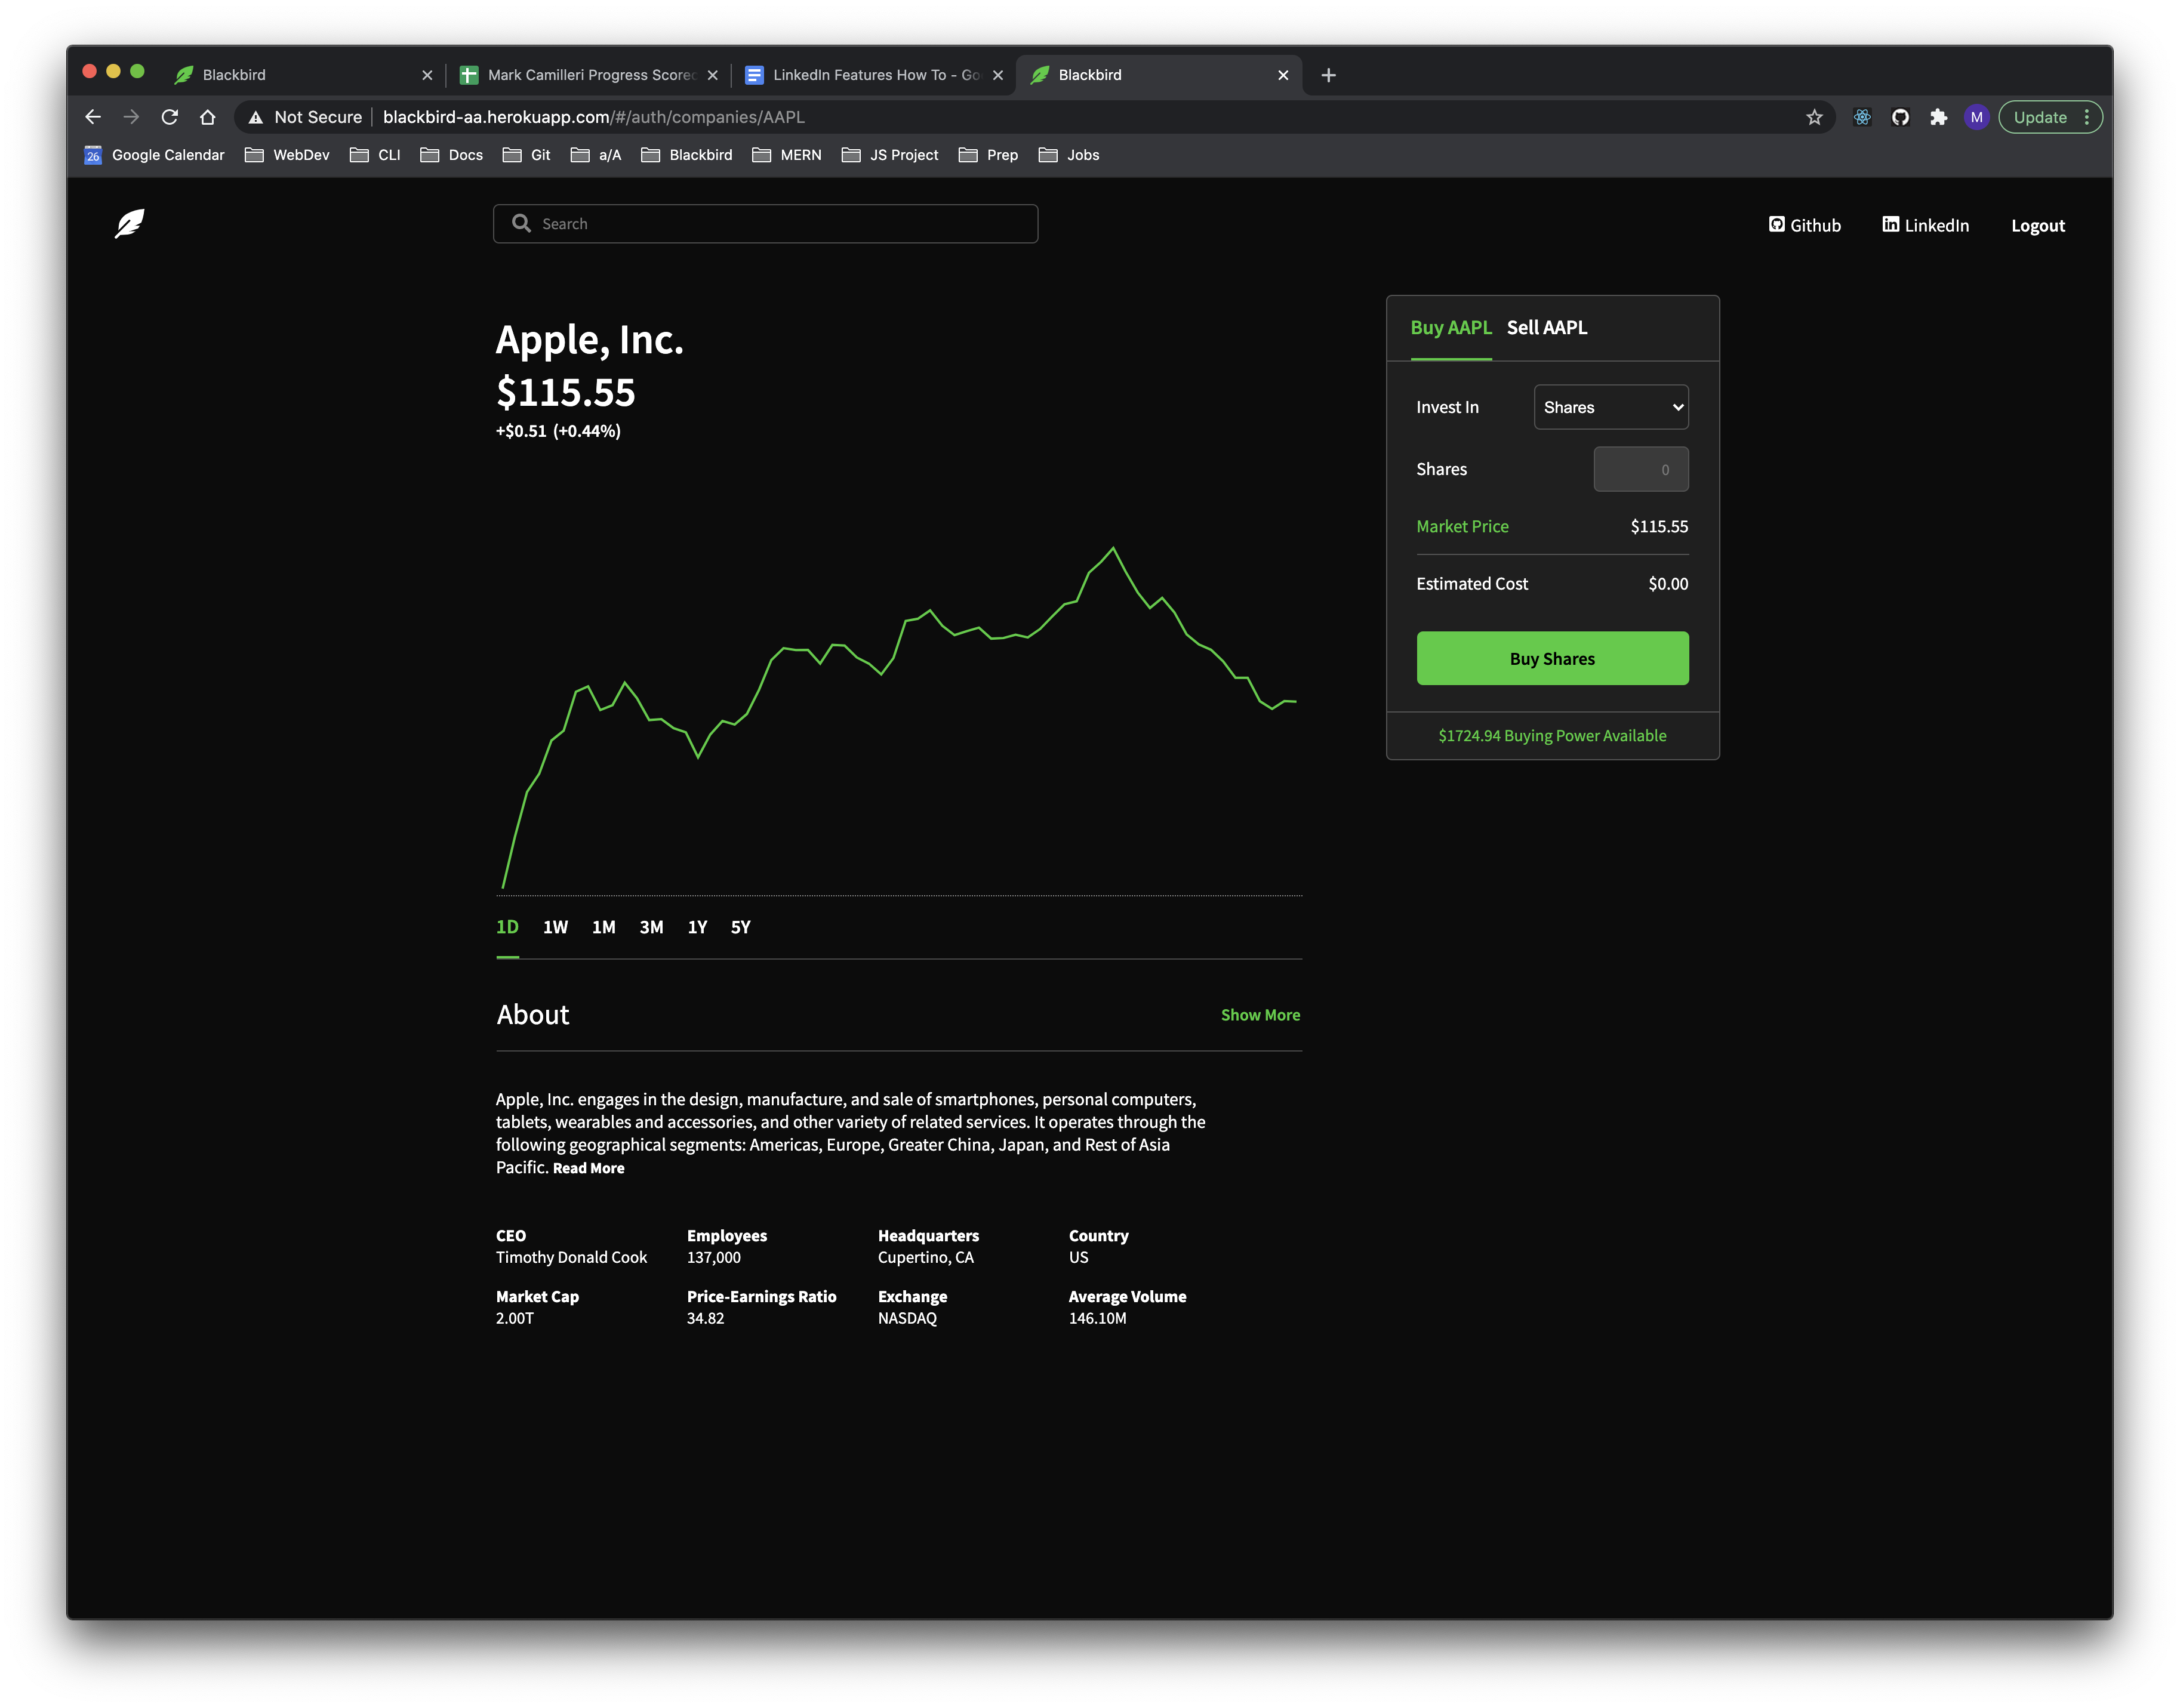 Blackbird
Mark Camilleri Progress Scorec
LinkedIn Features How To - Go
Blackbird
Not Secure
blackbird-aa.herokuapp.com/#/auth/companies/AAPL
M
Update
26
Google Calendar
WebDev
CLI
Docs
Git
a/A
Blackbird
MERN
JS Project
Prep
Jobs
Search
Github
LinkedIn
Logout
Apple, Inc.
$115.55
+$0.51 (+0.44%)
Buy AAPL
Sell AAPL
Invest In
Shares
Shares
0
Market Price
$115.55
Estimated Cost
$0.00
Buy Shares
$1724.94 Buying Power Available
1D
1W
1M
3M
1Y
5Y
About
Show More
Apple, Inc. engages in the design, manufacture, and sale of smartphones, personal computers,
tablets, wearables and accessories, and other variety of related services. It operates through the
following geographical segments: Americas, Europe, Greater China, Japan, and Rest of Asia
Pacific. Read More
CEO
Timothy Donald Cook
Employees
137,000
Headquarters
Cupertino, CA
Country
US
Market Cap
2.00T
Price-Earnings Ratio
34.82
Exchange
NASDAQ
Average Volume
146.10M